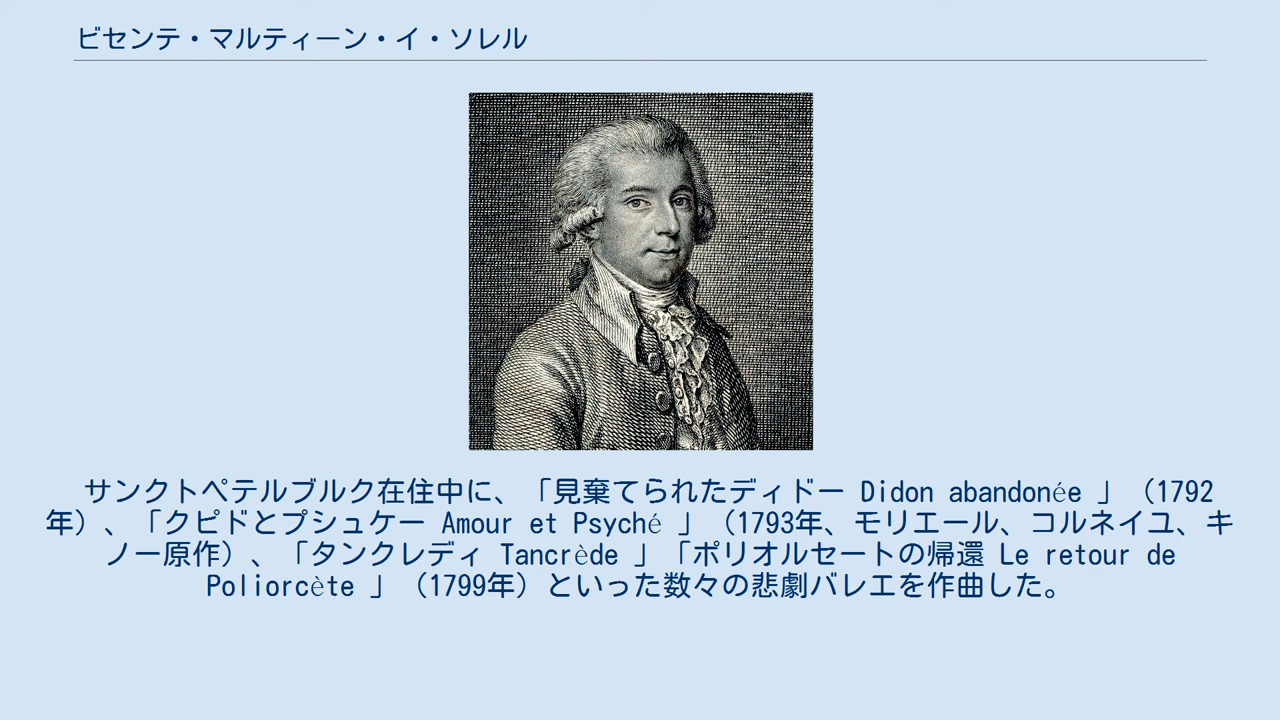 ビセンテ・マルティーン・イ・ソレル
サンクトペテルブルク在住中に、「見棄てられたディドー Didon abandonée 」（1792
年）、「クピドとプシュケー Amour et Psyché 」（1793年、モリエール、コルネイユ、キ
ノー原作）、「タンクレディ Tancrède 」「ポリオルセートの帰還 Le retour de
Poliorcète 」（1799年）といった数々の悲劇バレエを作曲した。